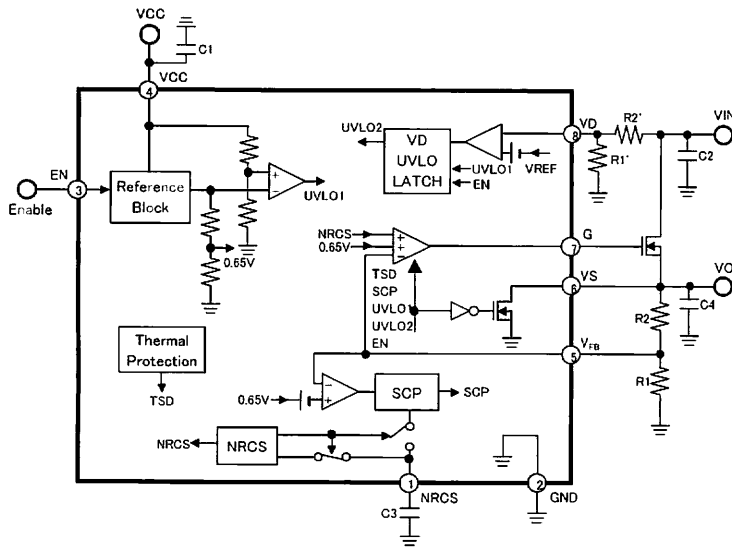 VCC
C1
VCC
4
VD
8
R2'
VIN
UVLO2
VD
UVLO
LATCH
UVLO1
EN
VREF
R1'
C2
EN
3
Enable
Reference
Block
+
−
UVLO1
0.65V
NRCS
0.65V
+
+
−
G
7
TSD
SCP
UVLO1
UVLO2
EN
VS
6
VO
C4
R2
VFB
5
R1
Thermal
Protection
TSD
0.65V
−
+
SCP
SCP
NRCS
NRCS
1
NRCS
2
GND
C3